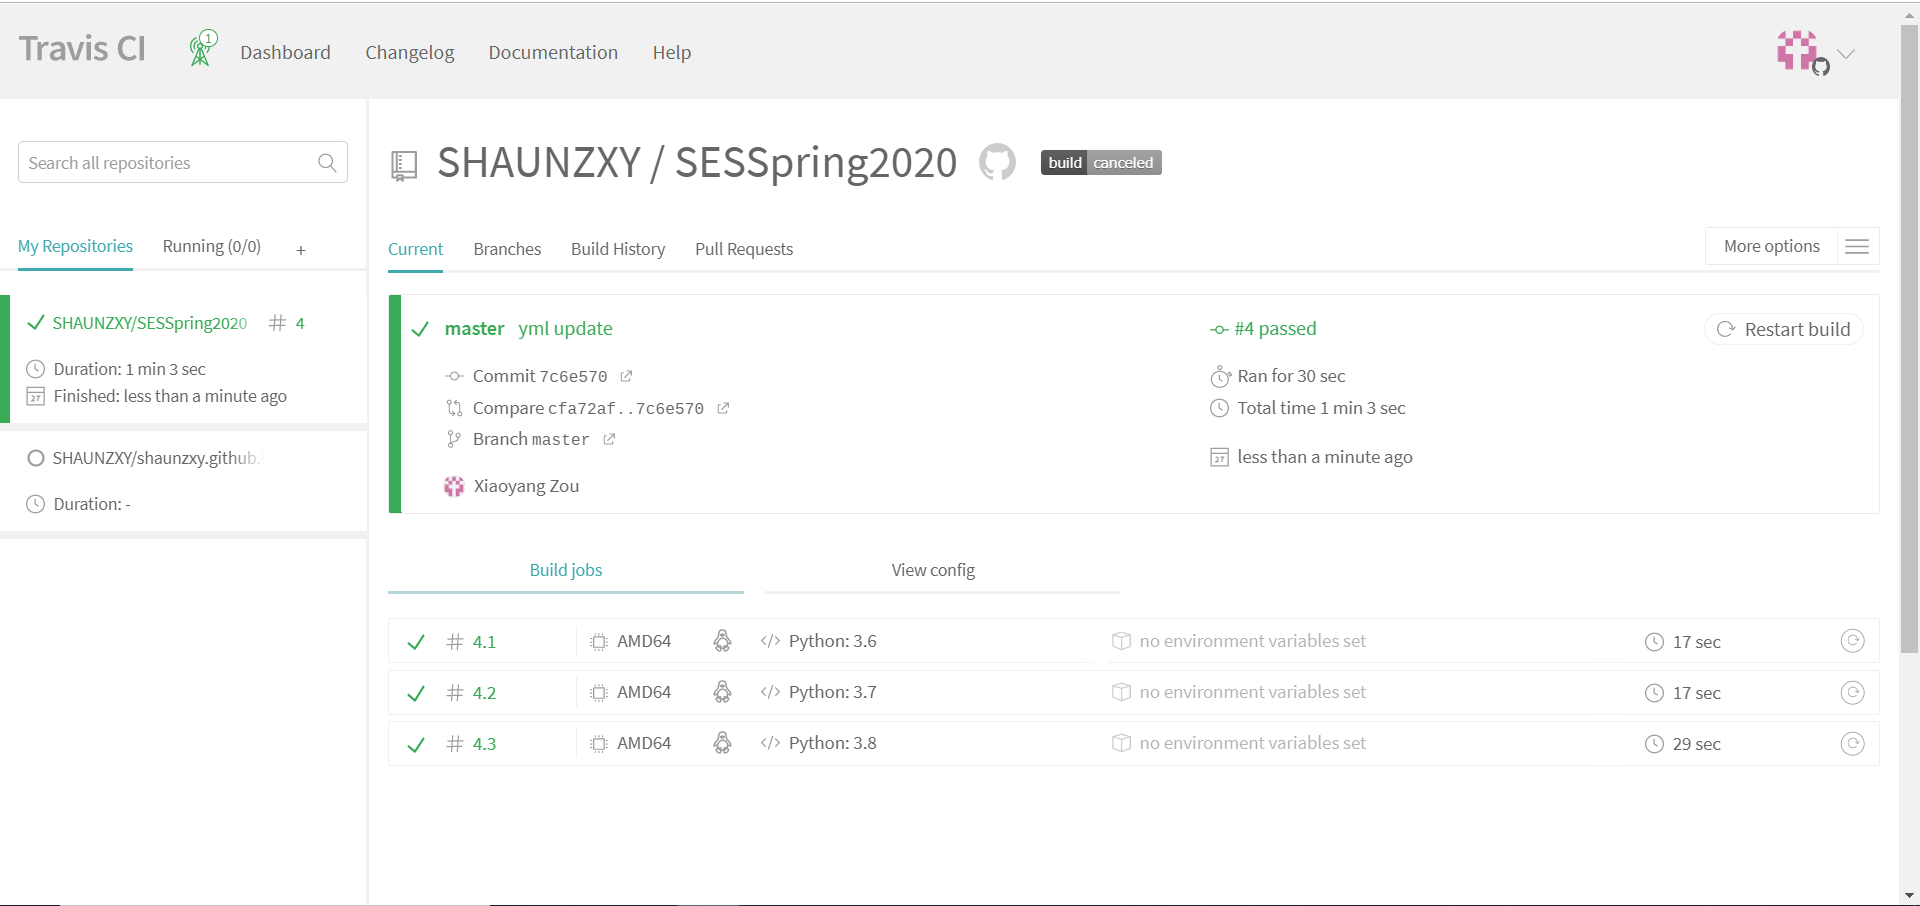 Travis CI
1
Dashboard
Changelog
Documentation
Help
Search all repositories
My Repositories
Running (0/0)
+
SHAUNZXY/SESSpring2020
# 4
Duration: 1 min 3 sec
27
Finished: less than a minute ago
SHAUNZXY/shaunzxy.github.
Duration: -
SHAUNZXY / SESSpring2020
build canceled
Current
Branches
Build History
Pull Requests
More options
master yml update
Commit 7c6e570
Compare cfa72af..7c6e570
Branch master
Xiaoyang Zou
#4 passed
Ran for 30 sec
Total time 1 min 3 sec
27
less than a minute ago
Restart build
Build jobs
View config
# 4.1 AMD64 </> Python: 3.6 no environment variables set 17 sec
# 4.2 AMD64 </> Python: 3.7 no environment variables set 17 sec
# 4.3 AMD64 </> Python: 3.8 no environment variables set 29 sec